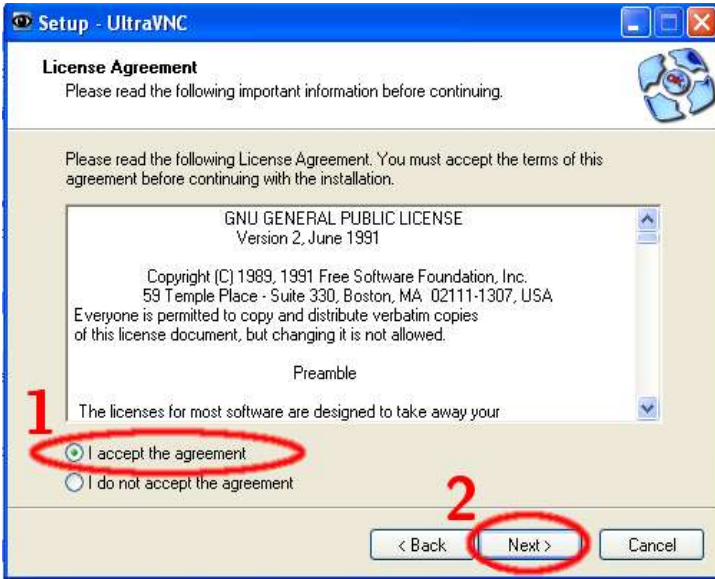 Setup - UltraVNC
License Agreement
Please read the following important information before continuing.
Please read the following License Agreement. You must accept the terms of this
agreement before continuing with the installation.
GNU GENERAL PUBLIC LICENSE
Version 2, June 1991
Copyright (C) 1989, 1991 Free Software Foundation, Inc.
59 Temple Place - Suite 330, Boston, MA 02111-1307, USA
Everyone is permitted to copy and distribute verbatim copies
of this license document, but changing it is not allowed.
Preamble
The licenses for most software are designed to take away your
1
I accept the agreement
I do not accept the agreement
2
< Back
Next >
Cancel